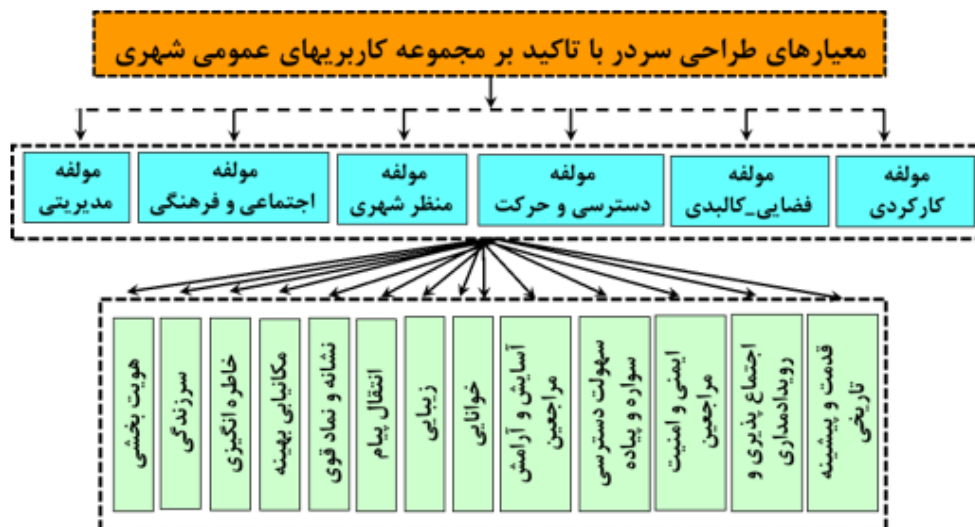 معیارهای طراحی سردر با تاکید بر مجموعه کاربریهای عمومی شهری
مولفه
کارکردی
مولفه
فضایی_کالبدی
مولفه
دسترسی و حرکت
مولفه
منظر شهری
مولفه
اجتماعی و فرهنگی
مولفه
مدیریتی
قدمت و پیشینه
تاریخی
اجتماع پذیری و
رویدادمداری
ایمنی و امنیت
مراجعین
سهولت دسترسی
سواره و پیاده
آسایش و آرامش
مراجعین
خوانایی
زیبایی
انتقال پیام
نشانه و نماد قوی
مکانیابی بهینه
خاطره انگیزی
سرزندگی
هویت بخشی